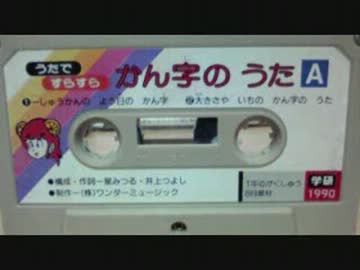 うたで
すらすら
かん字の うた A
❶一しゅうかんの よう日の かん字 ❷大きさや いちの かん字の うた
●構成・作詞ー星みつる・井上つよし
●制作ー(株)ワンダーミュージック
1年のがくしゅう
学研
1990